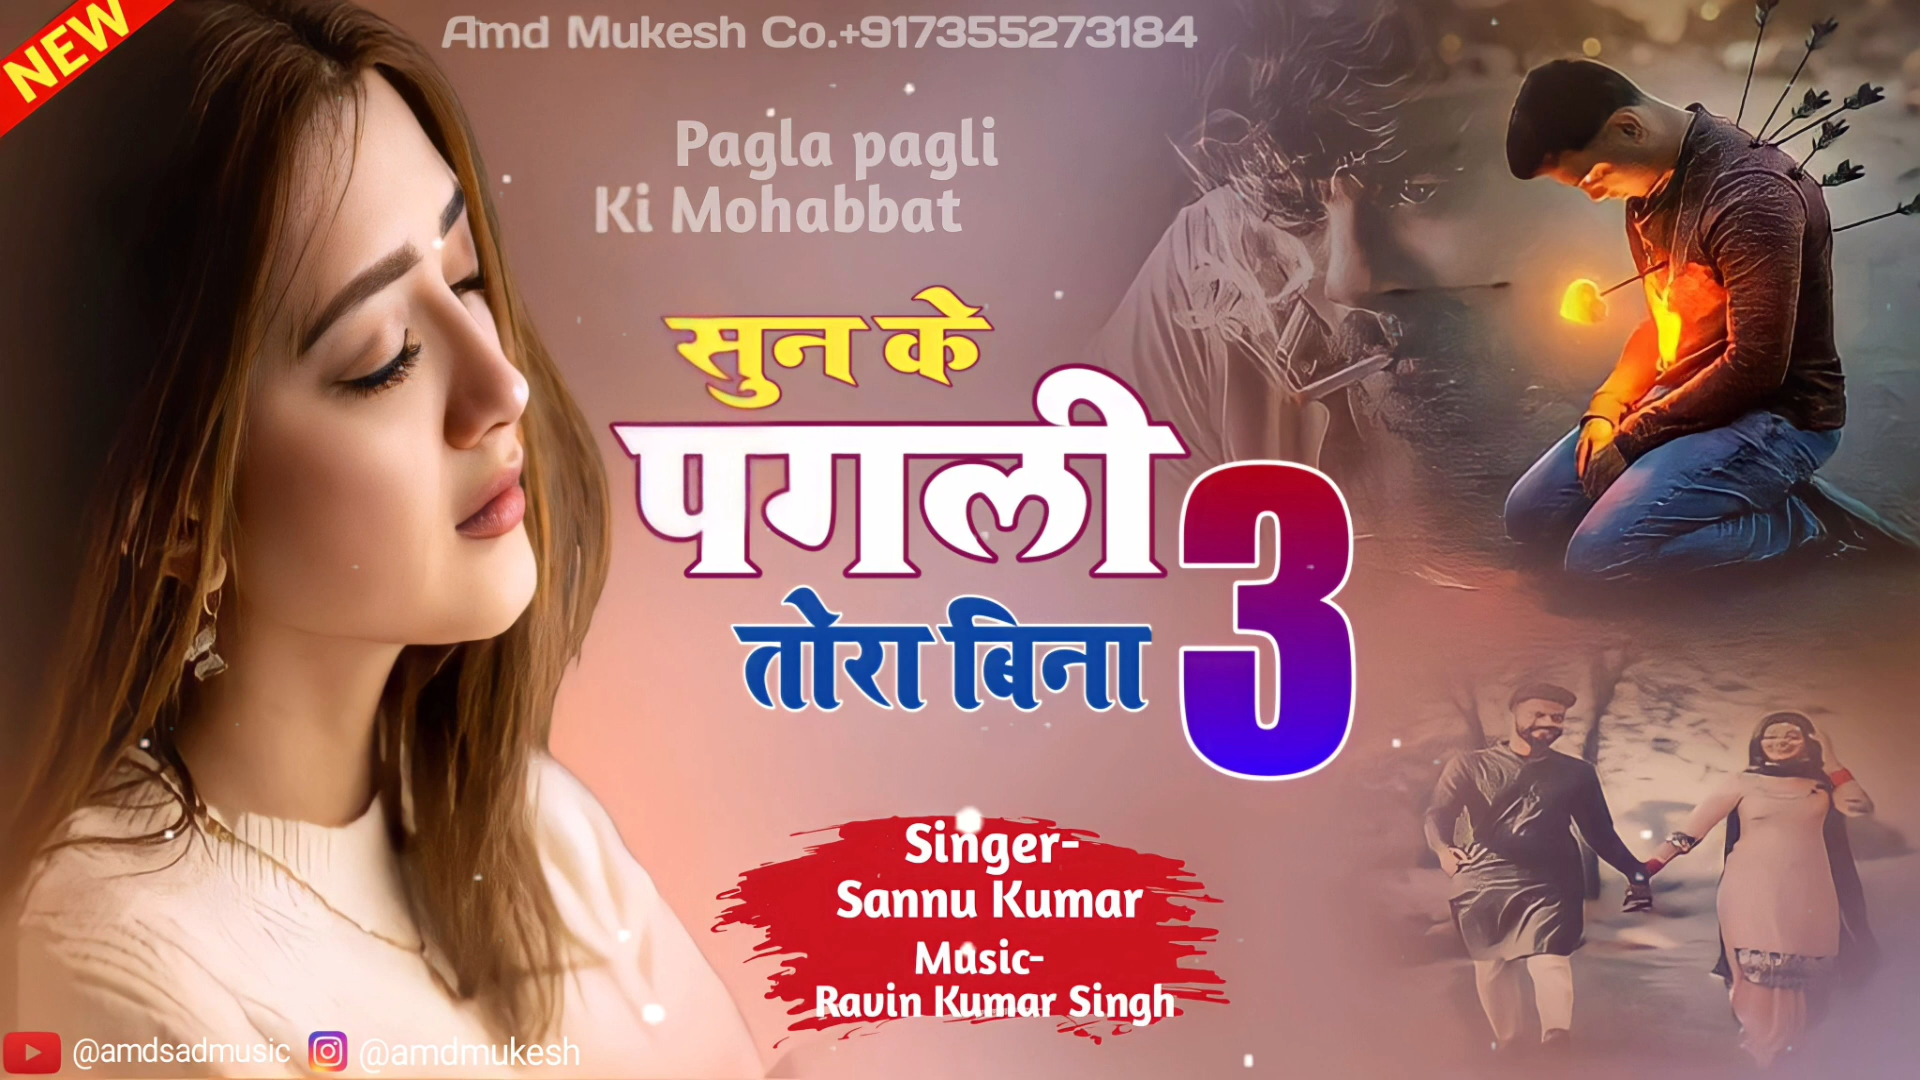 NEW
Amd Mukesh Co.+917355273184
Pagla pagli
Ki Mohabbat
सुन के
पगली
तोरा बिना
3
Singer-
Sannu Kumar
Music-
Ravin Kumar Singh
@amdsadmusic @amdmukesh